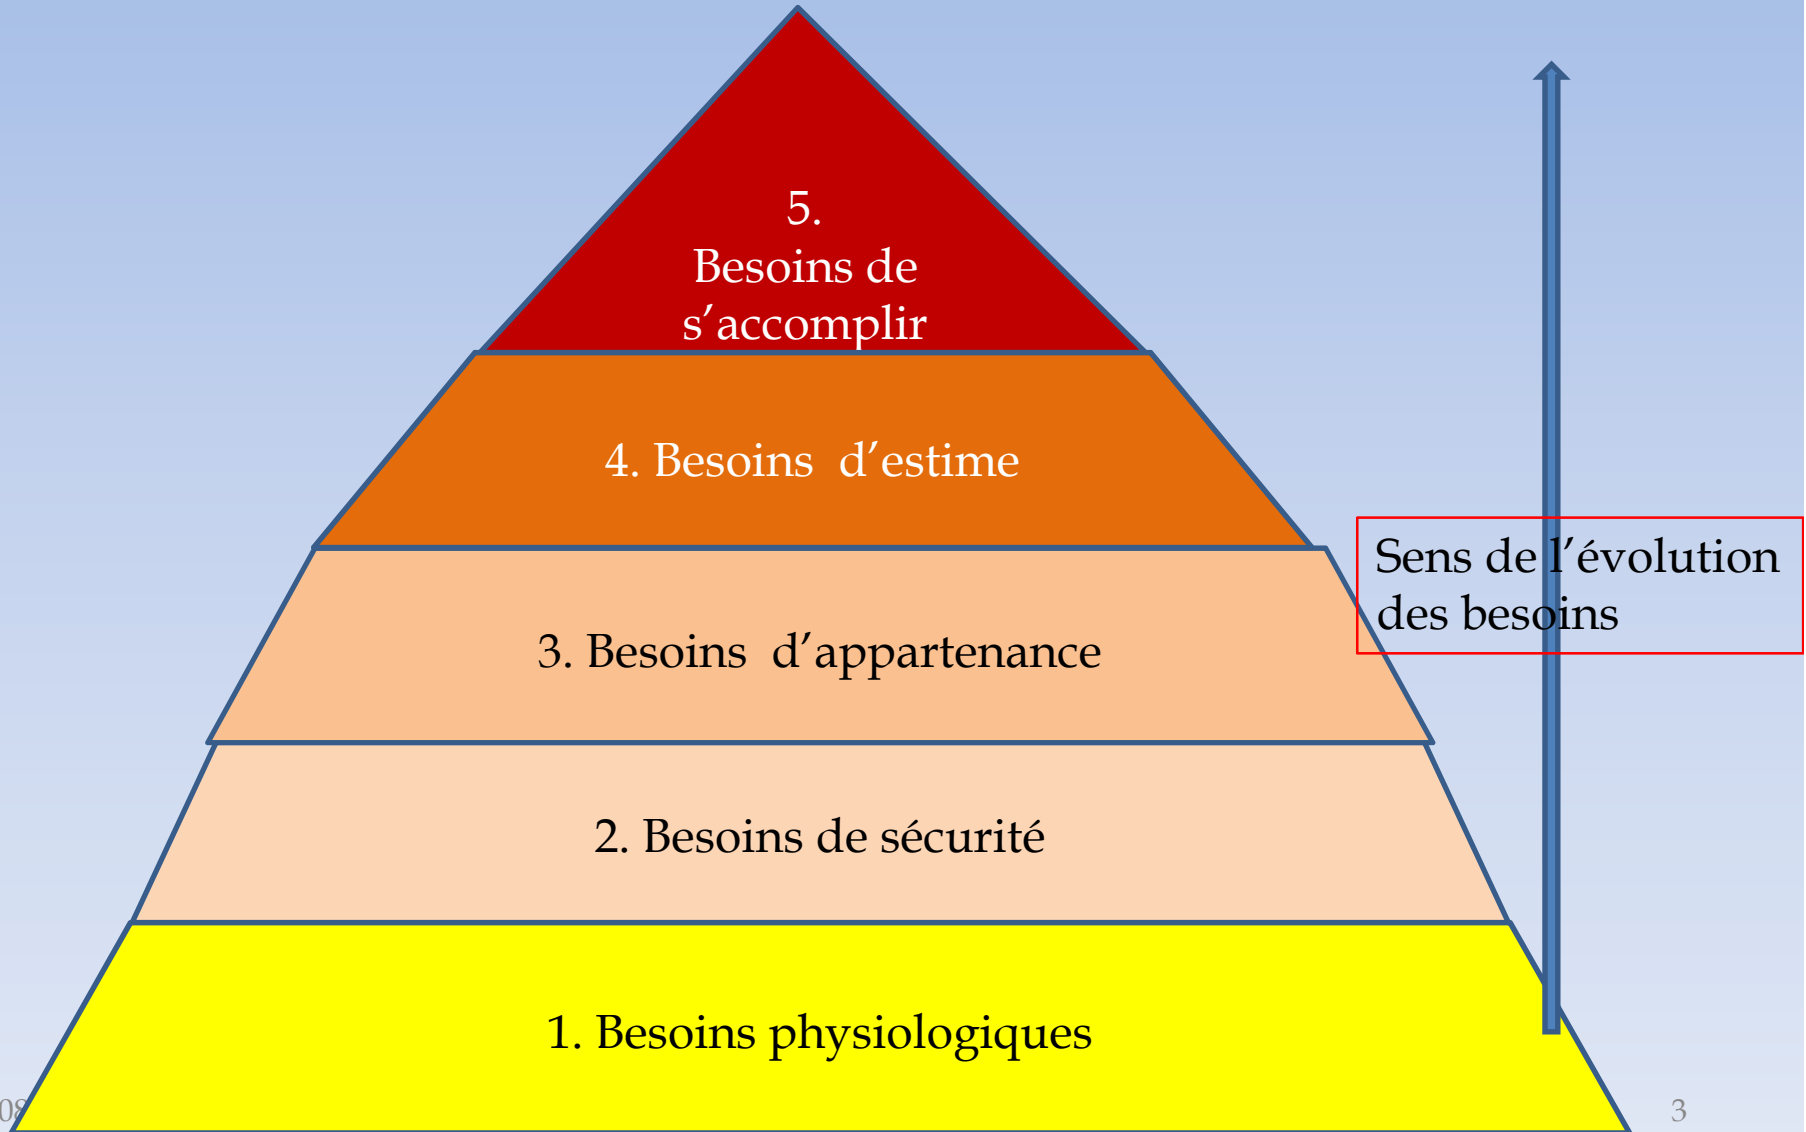 5.
Besoins de
s’accomplir
4. Besoins  d’estime
Sens de l’évolution
des besoins
3. Besoins  d’appartenance
2. Besoins de sécurité
1. Besoins physiologiques
08
3